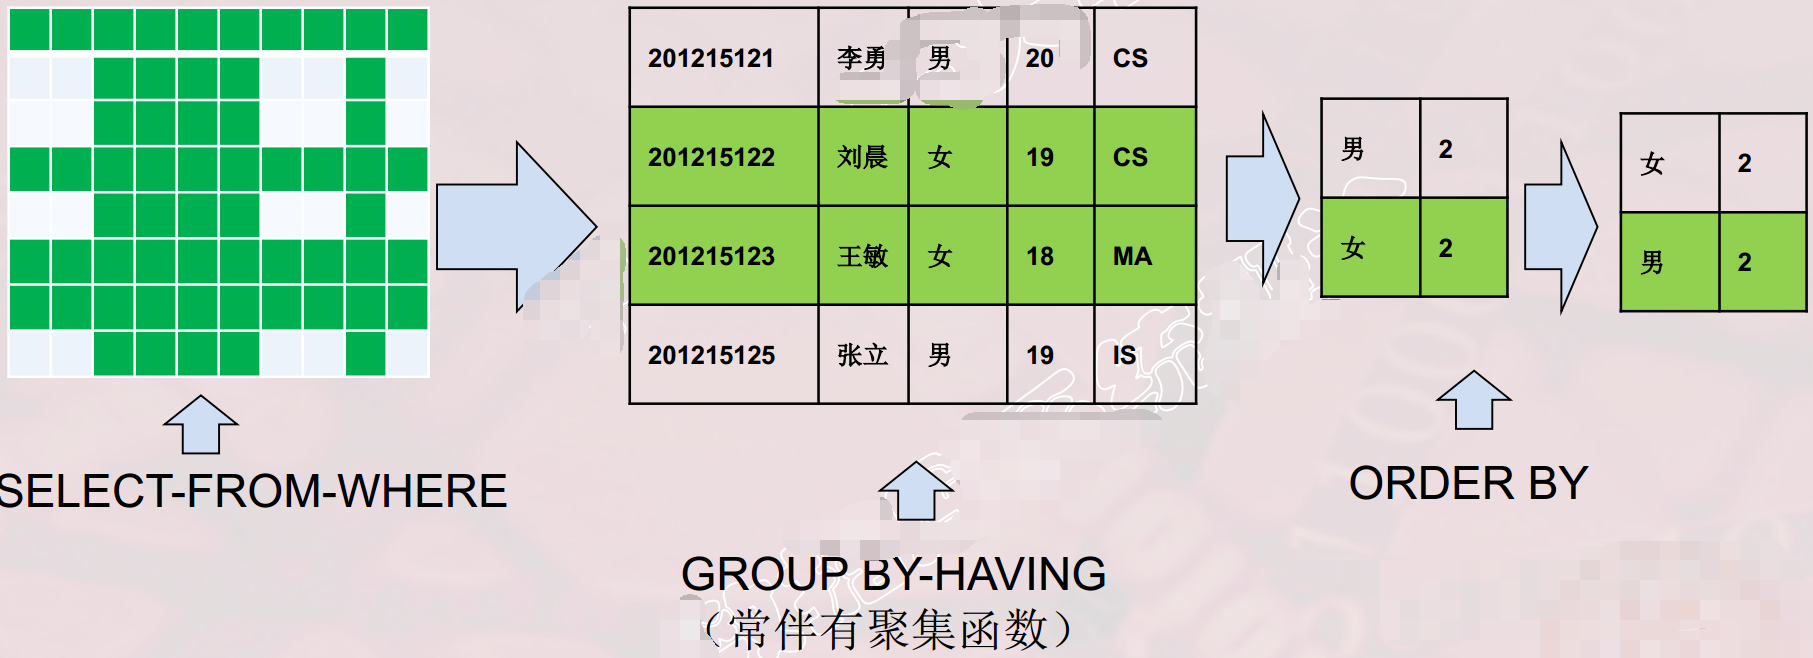 201215121 李勇 男 20 CS
201215122 刘晨 女 19 CS
201215123 王敏 女 18 MA
201215125 张立 男 19 IS
男 2
女 2
女 2
男 2
SELECT-FROM-WHERE
GROUP BY-HAVING
（常伴有聚集函数）
ORDER BY